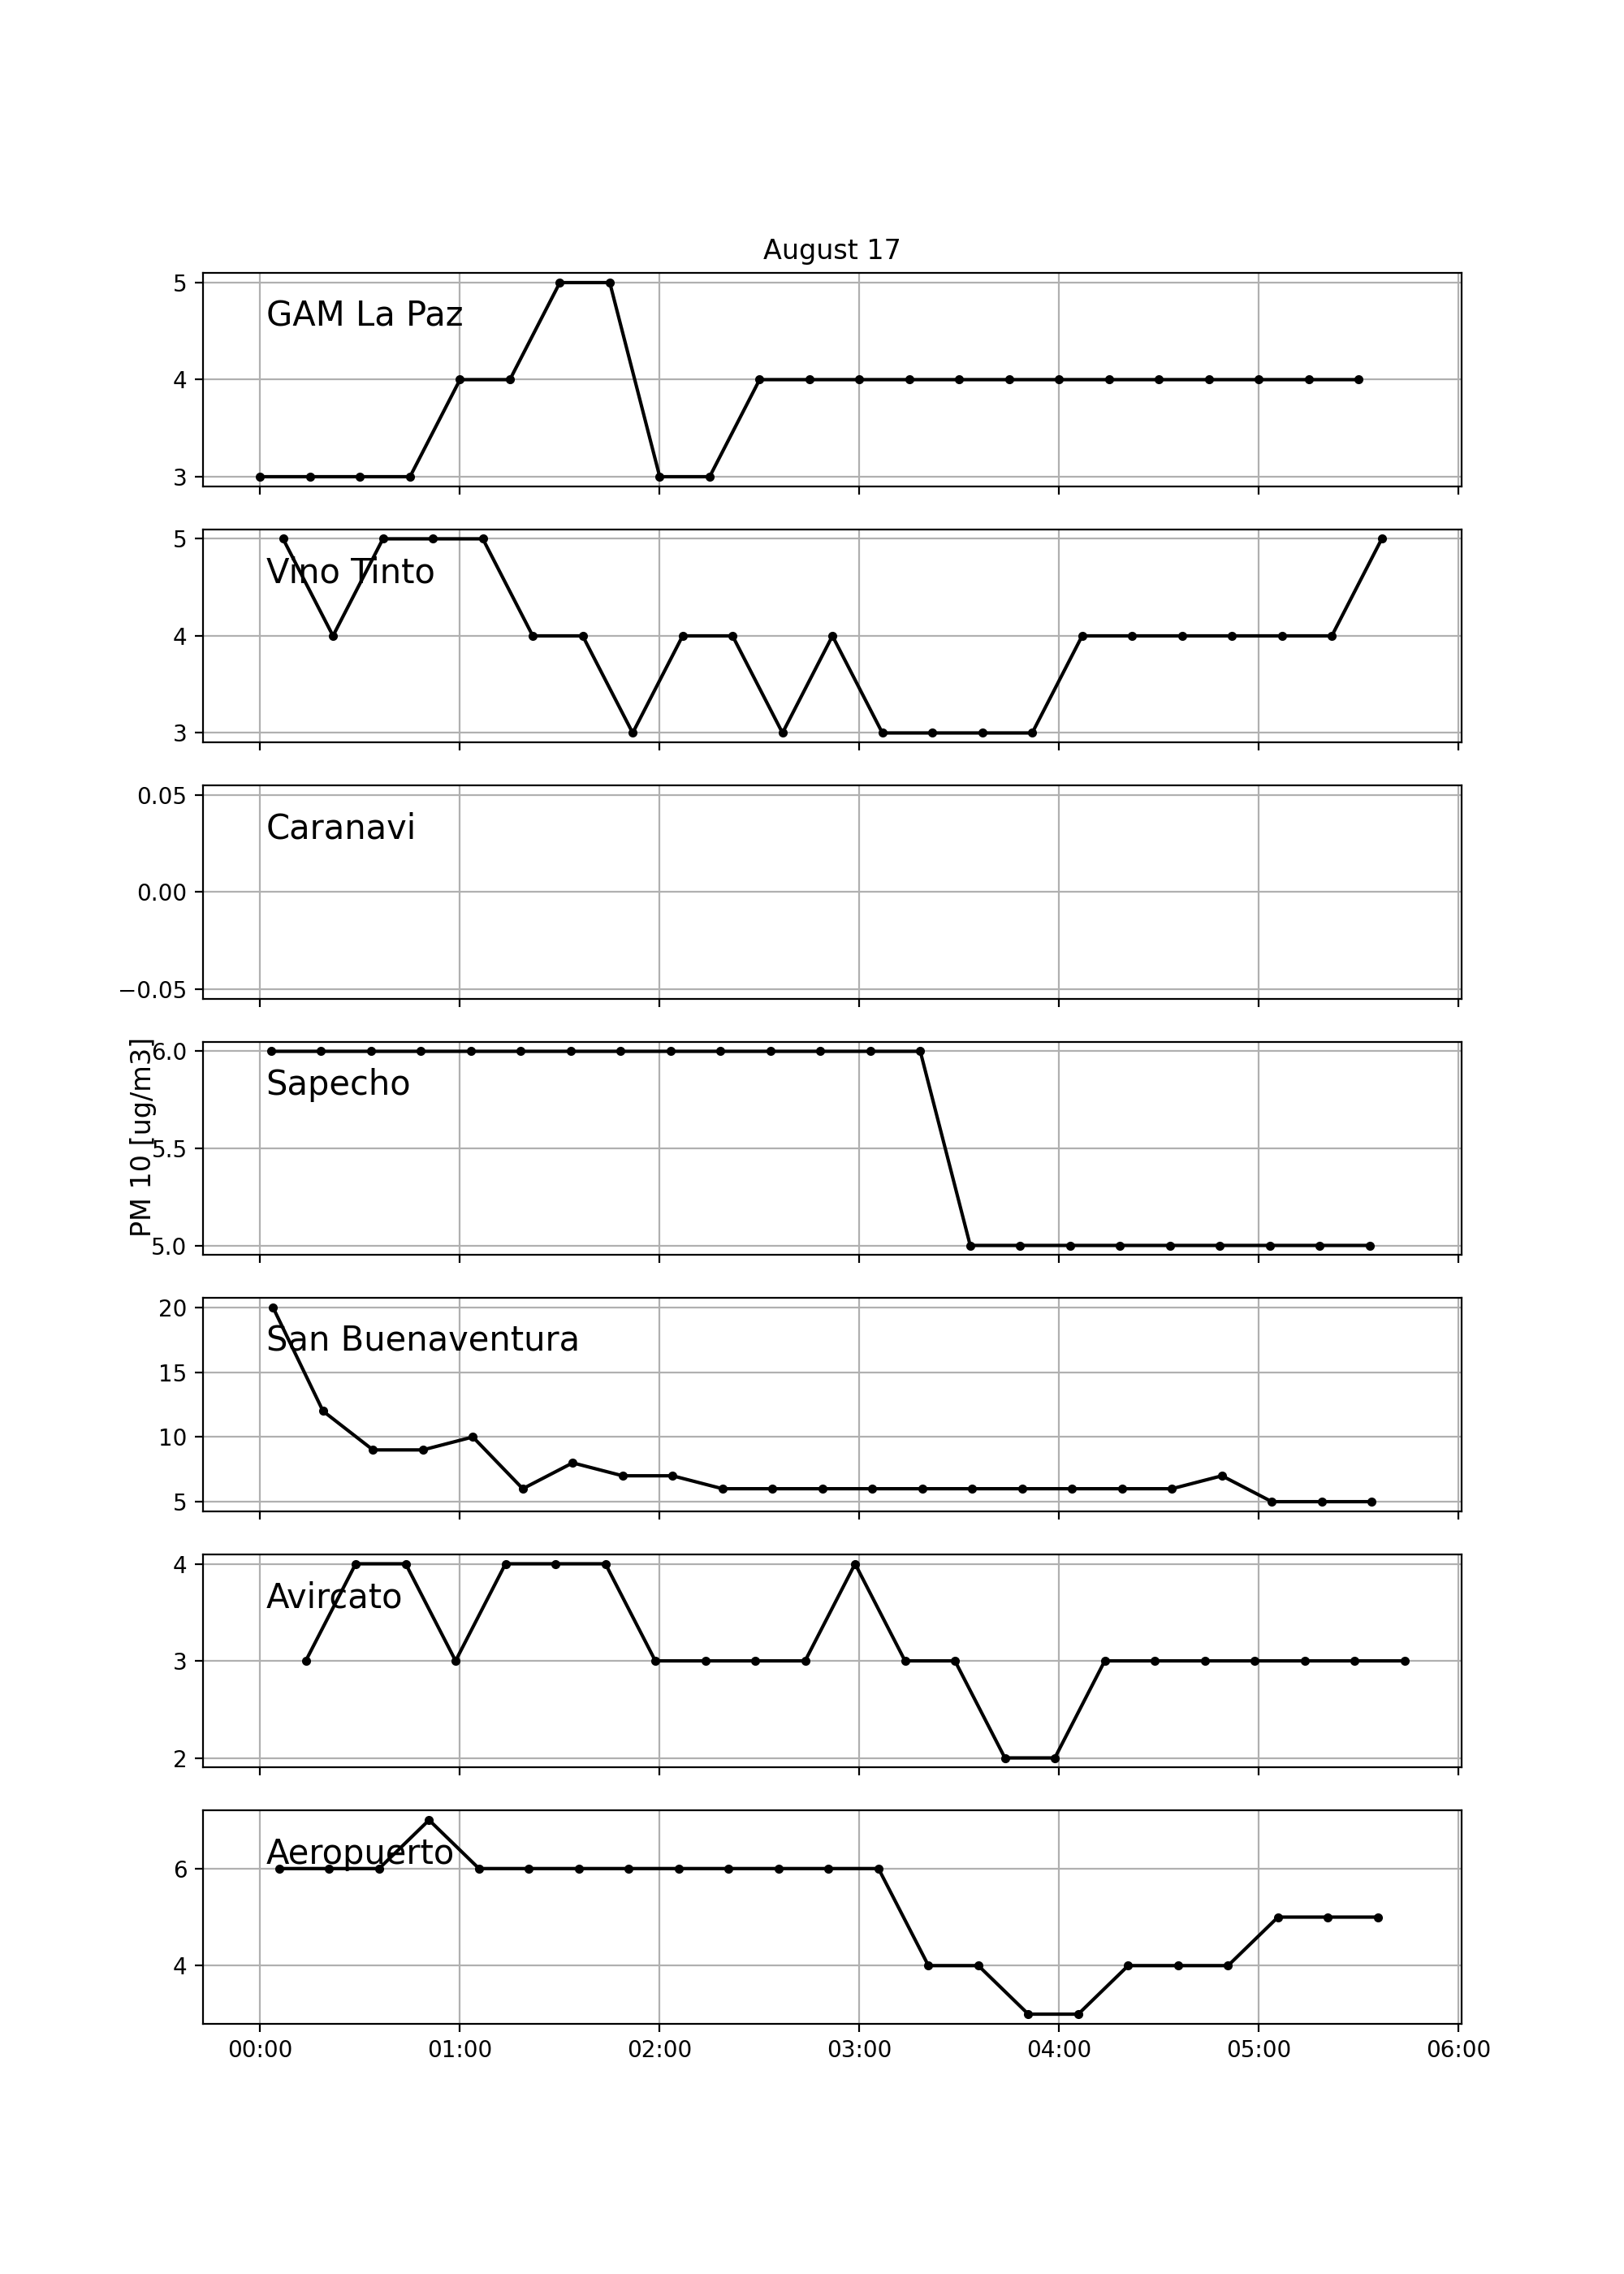 August 17
5
GAM La Paz
4
3
5
Vino Tinto
4
3
0.05
Caranavi
0.00
−0.05
PM 10 [ug/m3]
6.0
Sapecho
5.5
5.0
20
San Buenaventura
15
10
5
4
Avircato
3
2
Aeropuerto
6
4
00:00 01:00 02:00 03:00 04:00 05:00 06:00